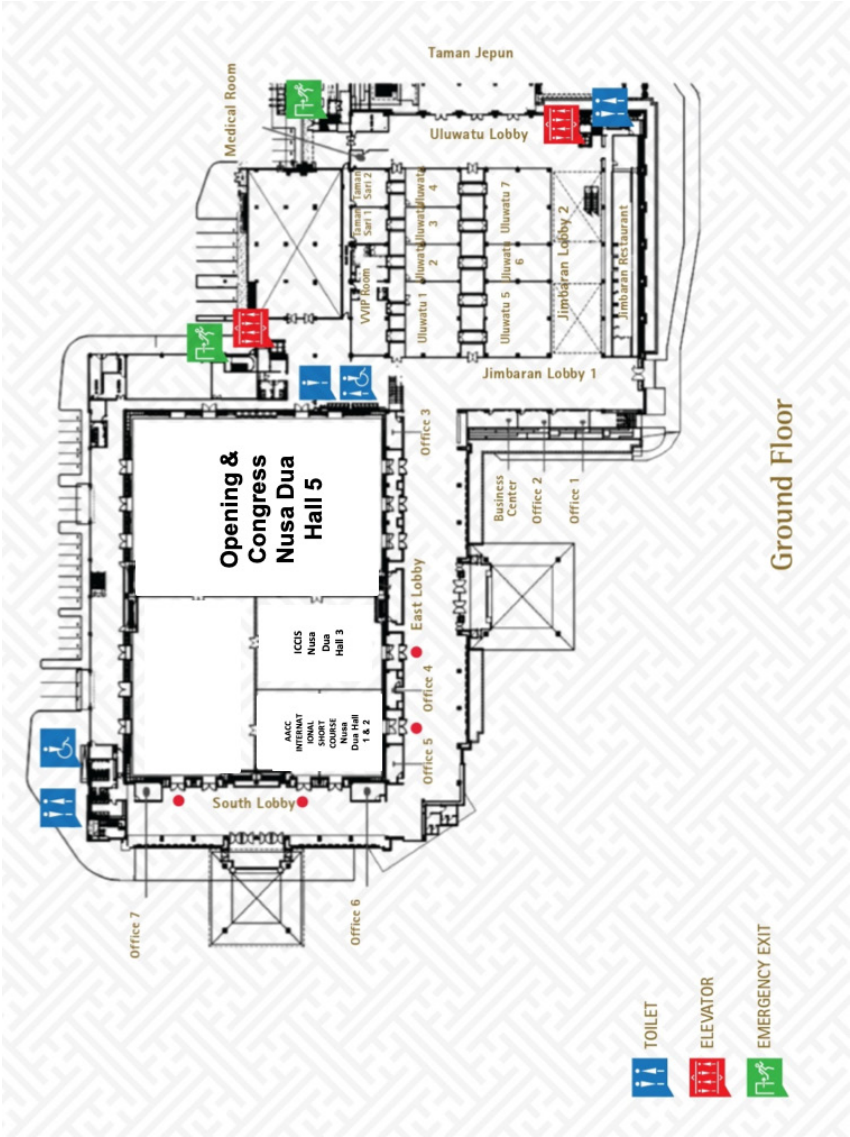 Taman Jepun
Medical Room
Uluwatu Lobby
Taman
Sari 2
Taman
Sari 1
VVIP Room
Uluwatu
4
Uluwatu
3
Uluwatu
2
Uluwatu 1
Uluwatu 7
Uluwatu
6
Uluwatu 5
Jimbaran Lobby 2
Jimbaran Restaurant
Jimbaran Lobby 1
Office 3
Business
Center
Office 2
Office 1
Opening &
Congress
Nusa Dua
Hall 5
East Lobby
ICCIS
Nusa
Dua
Hall 3
Office 4
AACC
INTERNAT
IONAL
SHORT
COURSE
Nusa
Dua Hall
1 & 2
Office 5
South Lobby
Office 7
Office 6
Ground Floor
TOILET
ELEVATOR
EMERGENCY EXIT